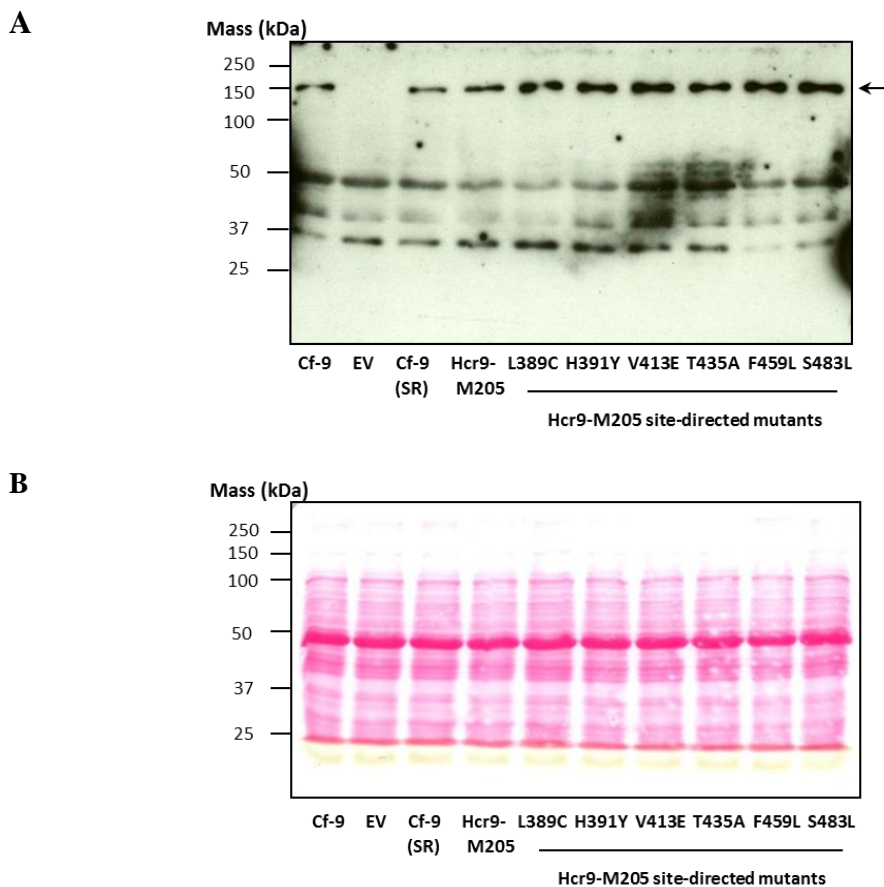 A
Mass (kDa)
250
150
100
50
37
25
Cf-9 EV Cf-9 Hcr9- L389C H391Y V413E T435A F459L S483L
(SR) M205
Hcr9-M205 site-directed mutants
B
Mass (kDa)
250
150
100
50
37
25
Cf-9 EV Cf-9 Hcr9- L389C H391Y V413E T435A F459L S483L
(SR) M205
Hcr9-M205 site-directed mutants